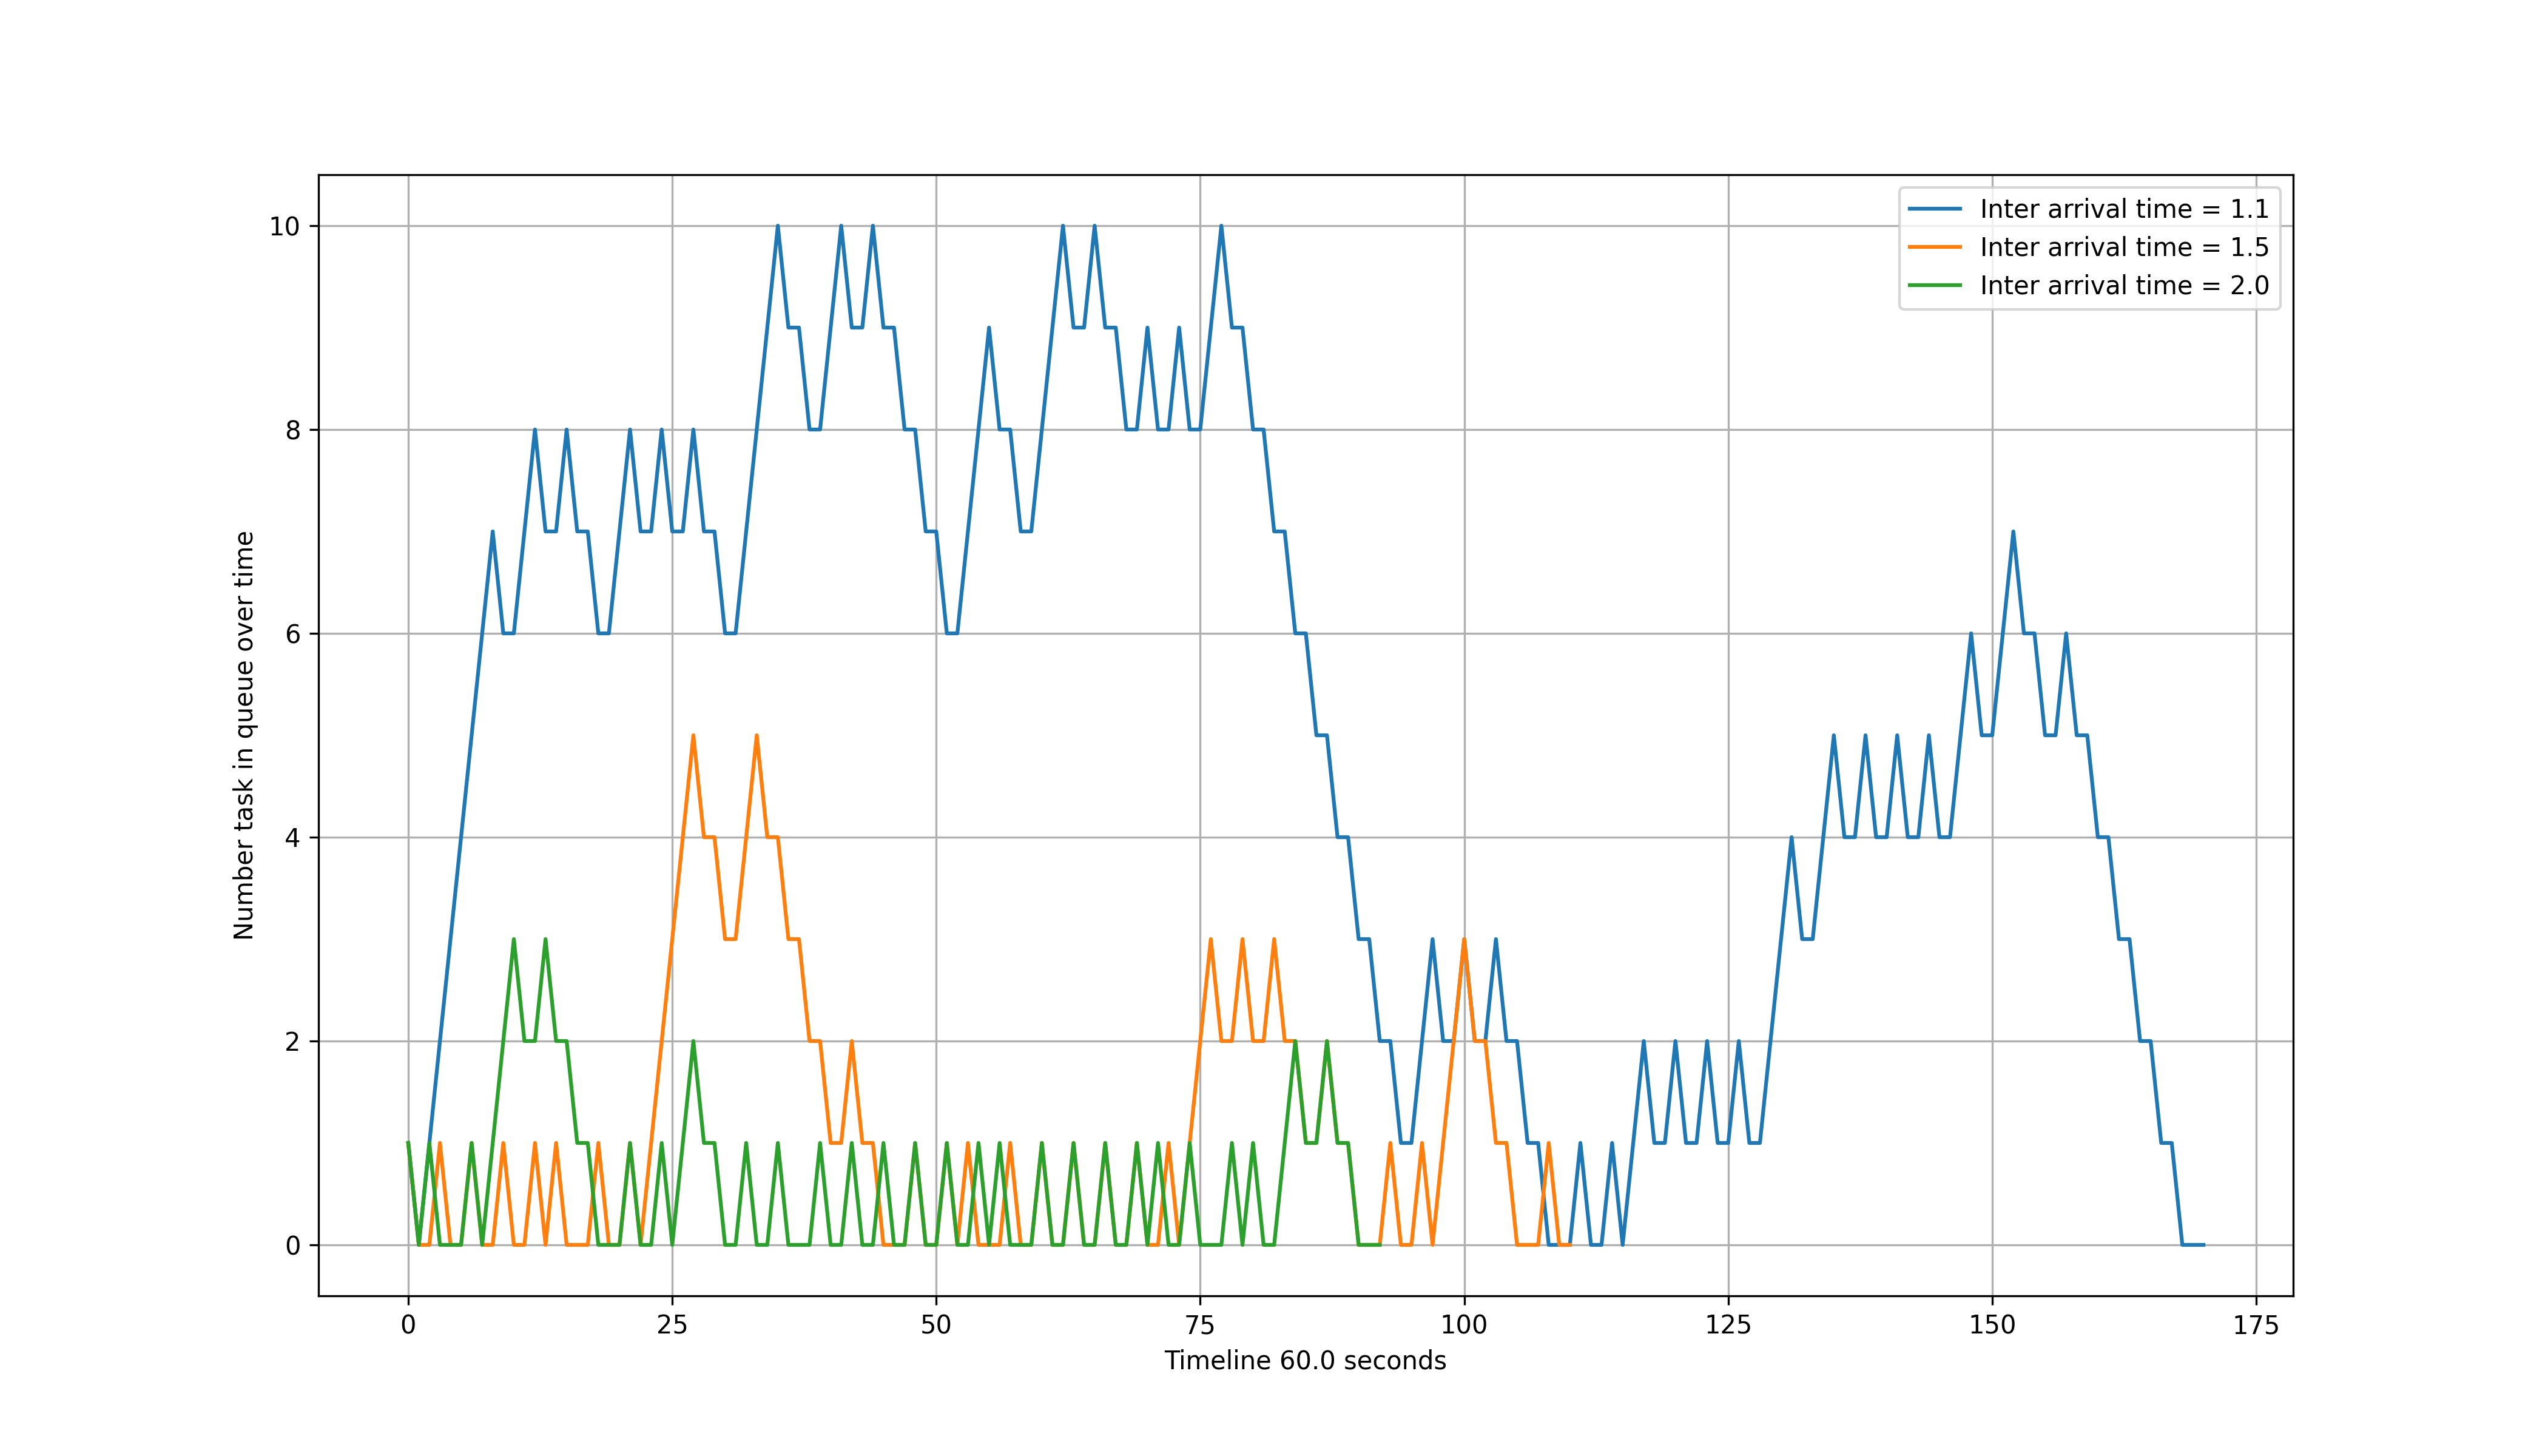 Inter arrival time = 1.1
Inter arrival time = 1.5
Inter arrival time = 2.0
Number task in queue over time
10
8
6
4
2
0
0 25 50 75 100 125 150 175
Timeline 60.0 seconds